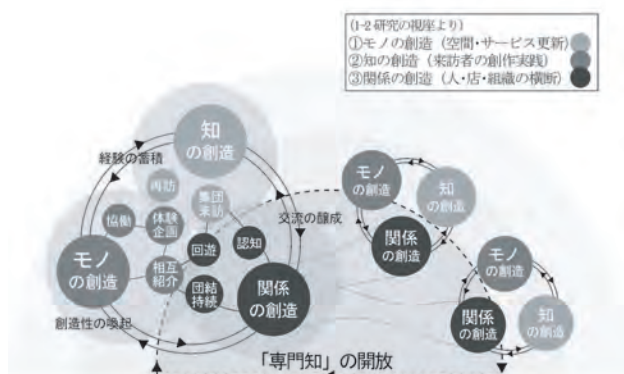 (1-2研究の視座より)
①モノの創造（空間・サービス更新）
②知の創造（来訪者の創作実践）
③関係の創造（人・店・組織の横断）
知
の創造
経験の蓄積
再訪
集団
来訪
協働
体験
企画
交流の醸成
回遊
認知
モノ
の創造
相互
紹介
団結
持続
関係
の創造
創造性の喚起
モノ
の創造
知
の創造
関係
の創造
モノ
の創造
関係
の創造
知
の創造
「専門知」の開放